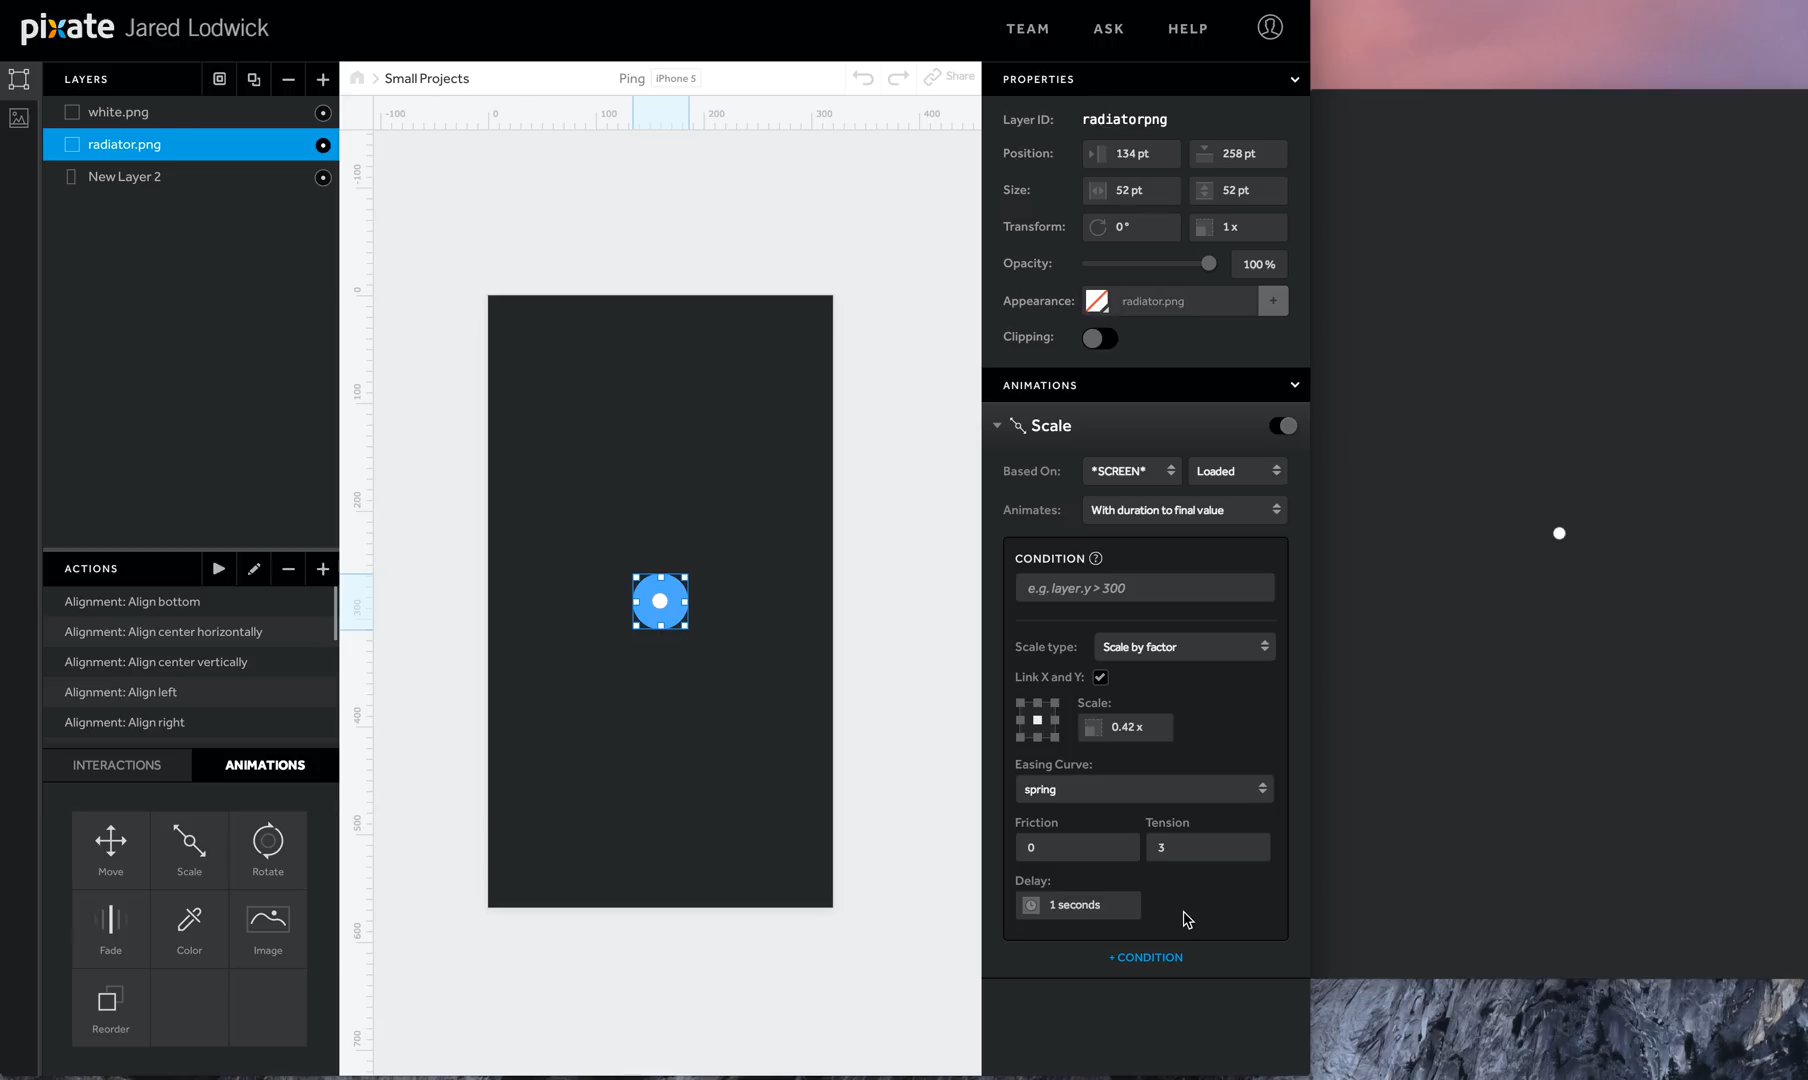 pixate Jared Lodwick
TEAM
ASK
HELP
LAYERS
white.png
radiator.png
New Layer 2
ACTIONS
Alignment: Align bottom
Alignment: Align center horizontally
Alignment: Align center vertically
Alignment: Align left
Alignment: Align right
INTERACTIONS
ANIMATIONS
Move
Scale
Rotate
Fade
Color
Image
Reorder
Small Projects
Ping
iPhone 5
Share
-100
0
100
200
300
400
-100
0
100
200
300
400
500
600
700
PROPERTIES
Layer ID: radiatorpng
Position: 134 pt 258 pt
Size: 52 pt 52 pt
Transform: 0° 1 x
Opacity: 100 %
Appearance: radiator.png +
Clipping:
ANIMATIONS
Scale
Based On: *SCREEN* Loaded
Animates: With duration to final value
CONDITION ?
e.g. layer.y > 300
Scale type: Scale by factor
Link X and Y:
Scale:
0.42 x
Easing Curve:
spring
Friction Tension
0 3
Delay:
1 seconds
+ CONDITION